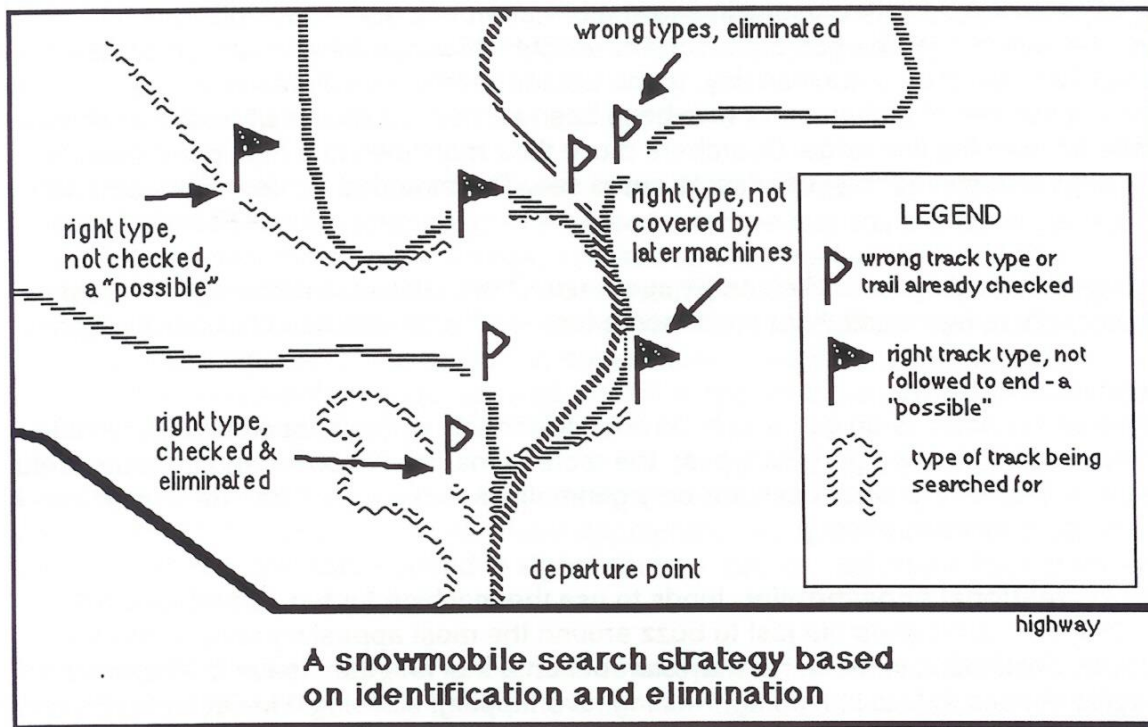 wrong types, eliminated
right type,
not checked,
a "possible"
right type, not
covered by
later machines
right type,
checked &
eliminated
departure point
LEGEND
wrong track type or
trail already checked
right track type, not
followed to end - a
"possible"
type of track being
searched for
highway
A snowmobile search strategy based
on identification and elimination